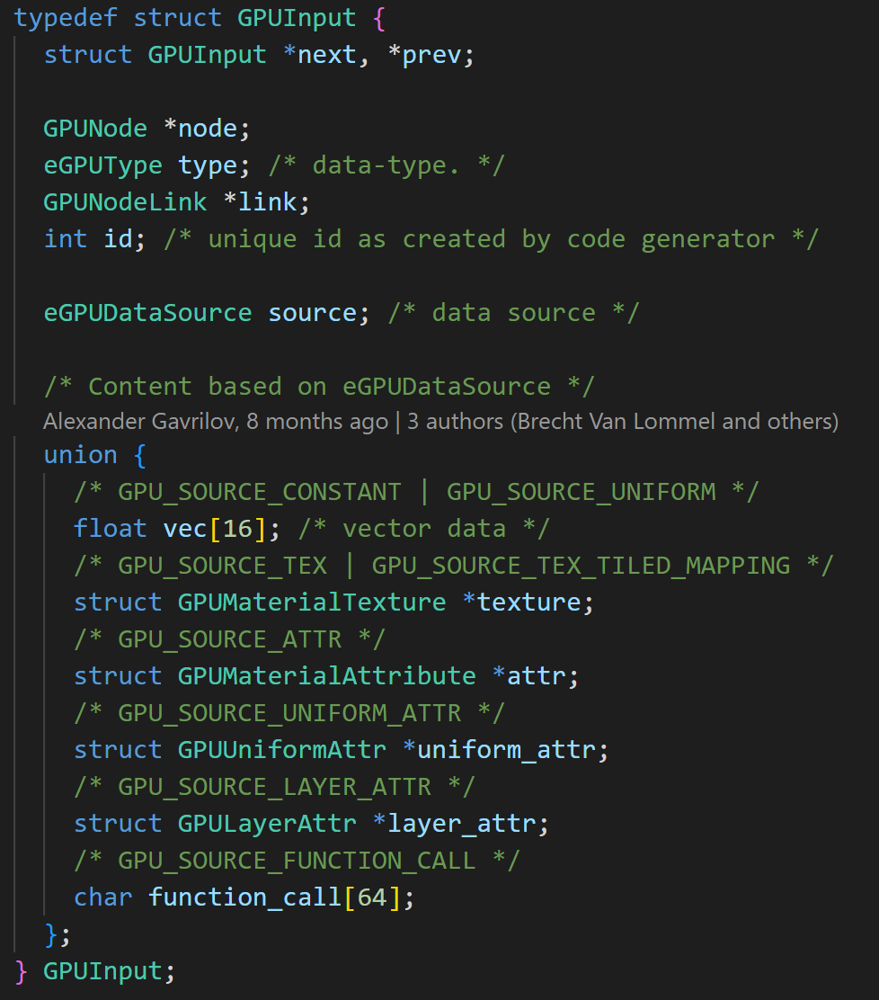 typedef struct GPUInput {
  struct GPUInput *next, *prev;

  GPUNode *node;
  eGPUType type; /* data-type. */
  GPUNodeLink *link;
  int id; /* unique id as created by code generator */

  eGPUDataSource source; /* data source */

  /* Content based on eGPUDataSource */
  Alexander Gavrilov, 8 months ago | 3 authors (Brecht Van Lommel and others)
  union {
    /* GPU_SOURCE_CONSTANT | GPU_SOURCE_UNIFORM */
    float vec[16]; /* vector data */
    /* GPU_SOURCE_TEX | GPU_SOURCE_TEX_TILED_MAPPING */
    struct GPUMaterialTexture *texture;
    /* GPU_SOURCE_ATTR */
    struct GPUMaterialAttribute *attr;
    /* GPU_SOURCE_UNIFORM_ATTR */
    struct GPUUniformAttr *uniform_attr;
    /* GPU_SOURCE_LAYER_ATTR */
    struct GPULayerAttr *layer_attr;
    /* GPU_SOURCE_FUNCTION_CALL */
    char function_call[64];
  };
} GPUInput;